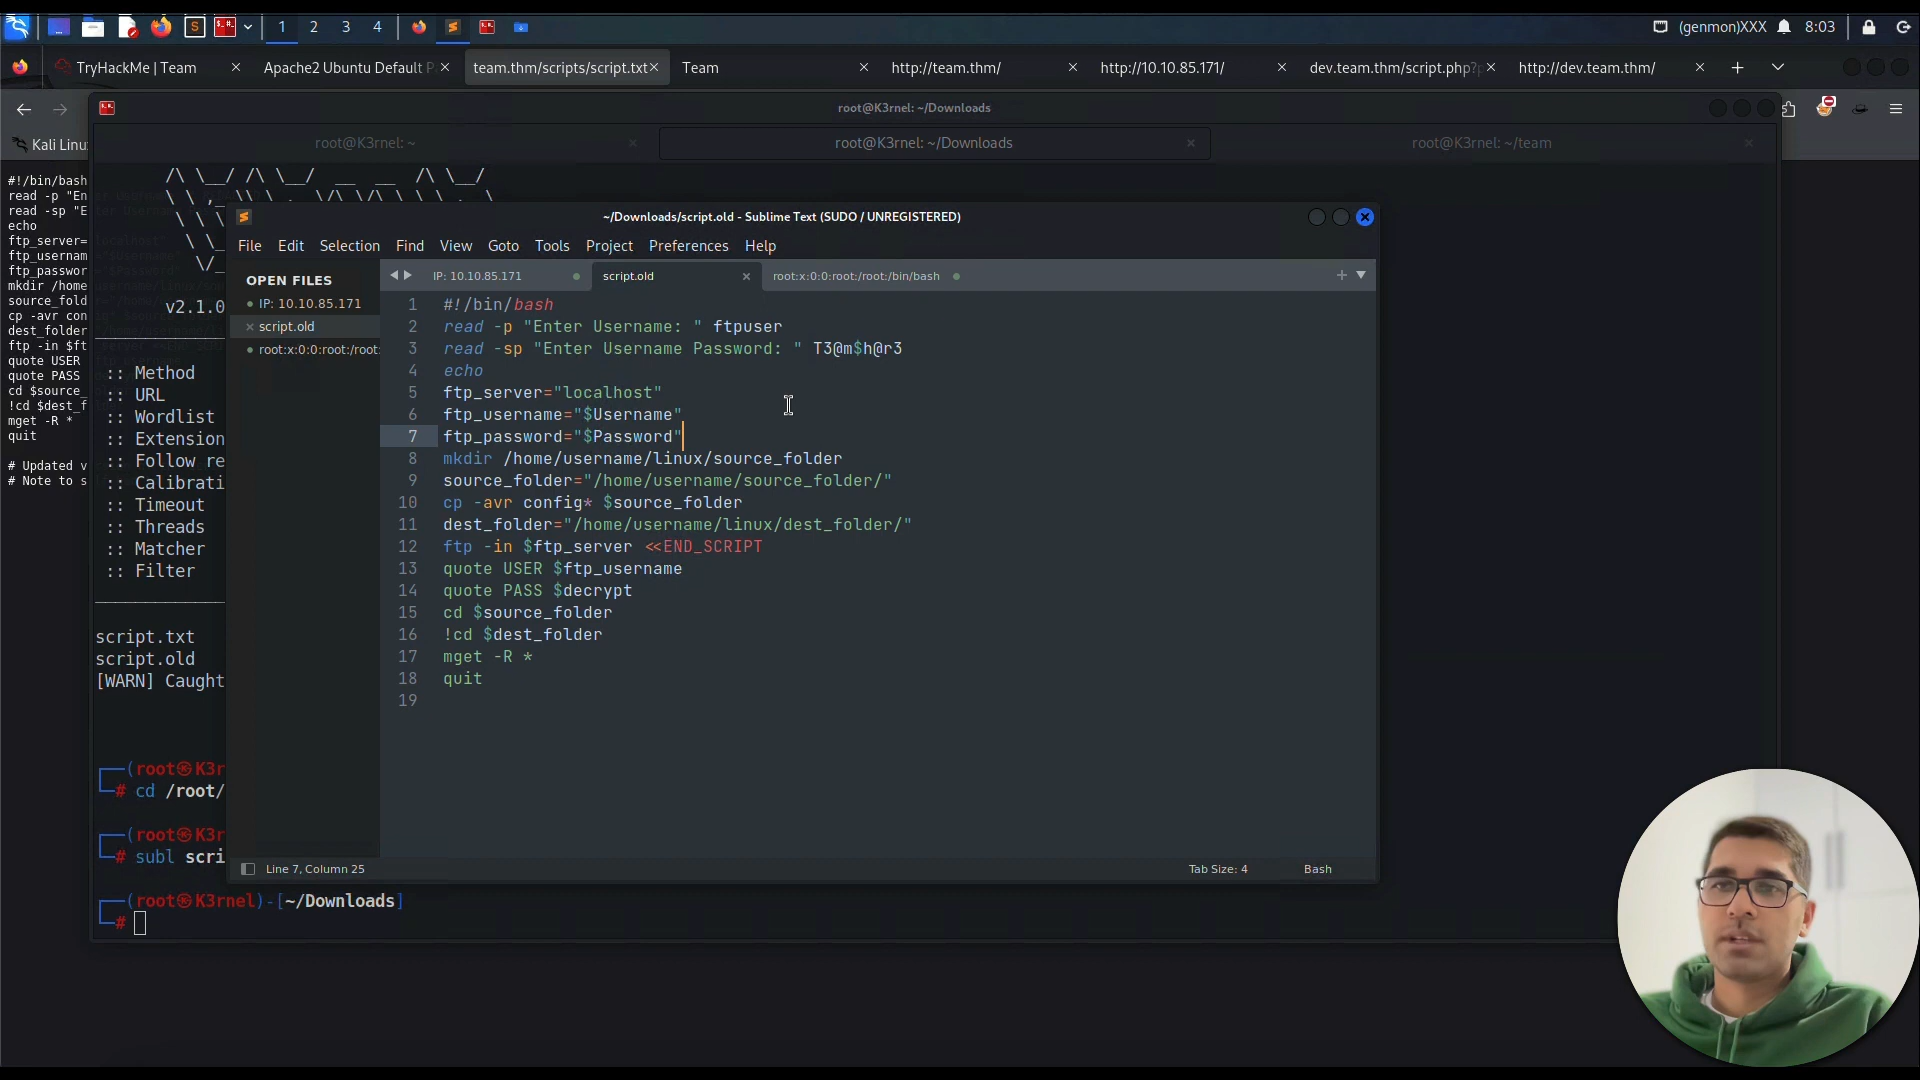 1 2 3 4 (genmon)XXX 8:03
TryHackMe | Team
Apache2 Ubuntu Default P
team.thm/scripts/script.txt
Team
http://team.thm/
http://10.10.85.171/
dev.team.thm/script.php?
http://dev.team.thm/
root@K3rnel: ~/Downloads
Kali Linu
root@K3rnel: ~
root@K3rnel: ~/Downloads
root@K3rnel: ~/team
#!/bin/bash
read -p "En
read -sp "E
echo
ftp_server=
ftp_usernam
ftp_passwor
mkdir /home
source_fold
cp -avr con
dest_folder
ftp -in $ft
quote USER
quote PASS
cd $source_
!cd $dest_f
mget -R *
quit
# Updated v
# Note to s
v2.1.0
:: Method
:: URL
:: Wordlist
:: Extension
:: Follow re
:: Calibrati
:: Timeout
:: Threads
:: Matcher
:: Filter
script.txt
script.old
[WARN] Caught
(root㉿K3r
# cd /root/
(root㉿K3r
# subl scri
(root㉿K3rnel)-[~/Downloads]
#
~/Downloads/script.old - Sublime Text (SUDO / UNREGISTERED)
File Edit Selection Find View Goto Tools Project Preferences Help
OPEN FILES
IP: 10.10.85.171
script.old
root:x:0:0:root:/root:
IP: 10.10.85.171
script.old
root:x:0:0:root:/root:/bin/bash
1 #!/bin/bash
2 read -p "Enter Username: " ftpuser
3 read -sp "Enter Username Password: " T3@m$h@r3
4 echo
5 ftp_server="localhost"
6 ftp_username="$Username"
7 ftp_password="$Password"
8 mkdir /home/username/linux/source_folder
9 source_folder="/home/username/source_folder/"
10 cp -avr config* $source_folder
11 dest_folder="/home/username/linux/dest_folder/"
12 ftp -in $ftp_server <<END_SCRIPT
13 quote USER $ftp_username
14 quote PASS $decrypt
15 cd $source_folder
16 !cd $dest_folder
17 mget -R *
18 quit
19
Line 7, Column 25
Tab Size: 4
Bash